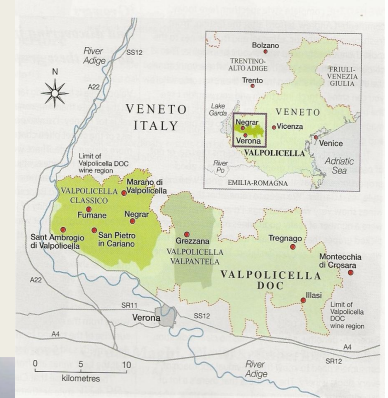 River
Adige
SS12
A22
N
VENETO
ITALY
Bolzano
TRENTINO-
ALTO ADIGE
FRIULI-
VENEZIA
GIULIA
Trento
Lake
Garda
VENETO
Negrar
Vicenza
Verona
Venice
VALPOLICELLA
Adriatic
Sea
River
Po
EMILIA-ROMAGNA
Limit of
Valpolicella DOC
wine region
Marano di
Valpolicella
VALPOLICELLA
CLASSICO
Fumane
Negrar
Sant Ambrogio
di Valpolicella
San Pietro
in Cariano
Grezzana
VALPOLICELLA
VALPANTELA
Tregnago
Montecchia
di Crosara
VALPOLICELLA
DOC
Illasi
Limit of
Valpolicella
DOC
wine region
A22
SR11
Verona
SS12
A4
A4
SR12
River
Adige
0 5 10
kilometres